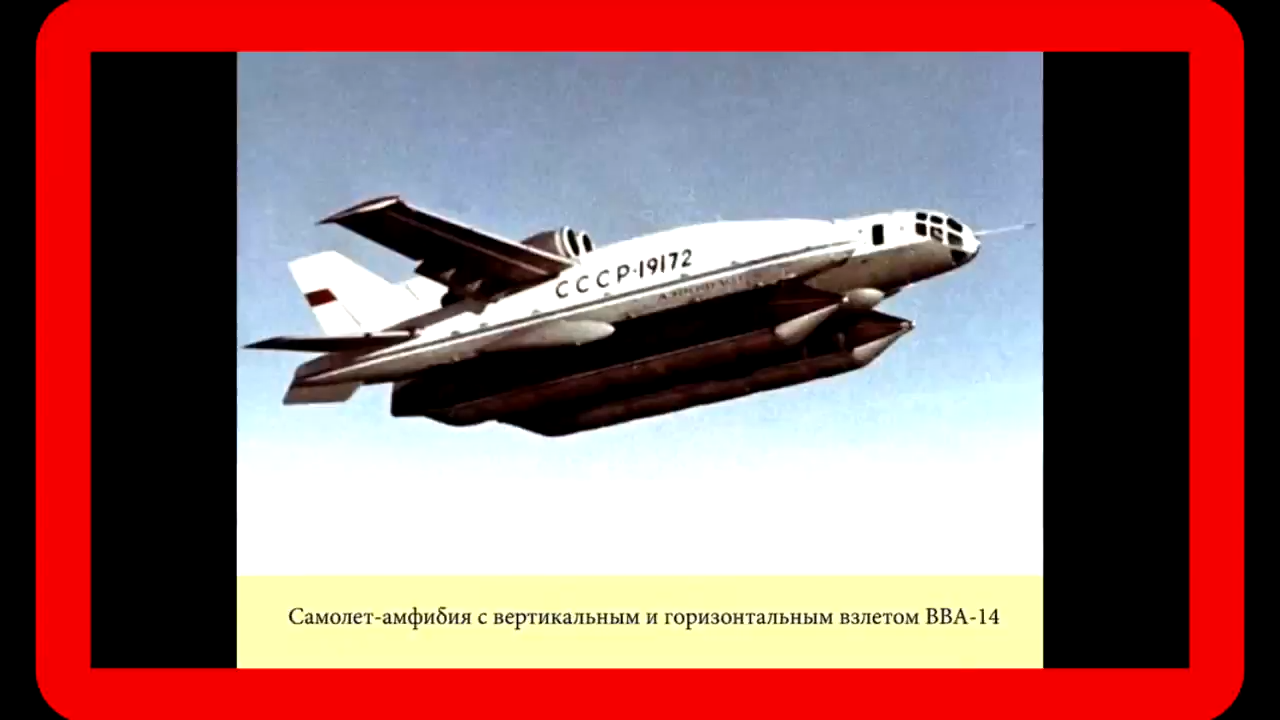 СССР-19172
Самолет-амфибия с вертикальным и горизонтальным взлетом ВВА-14